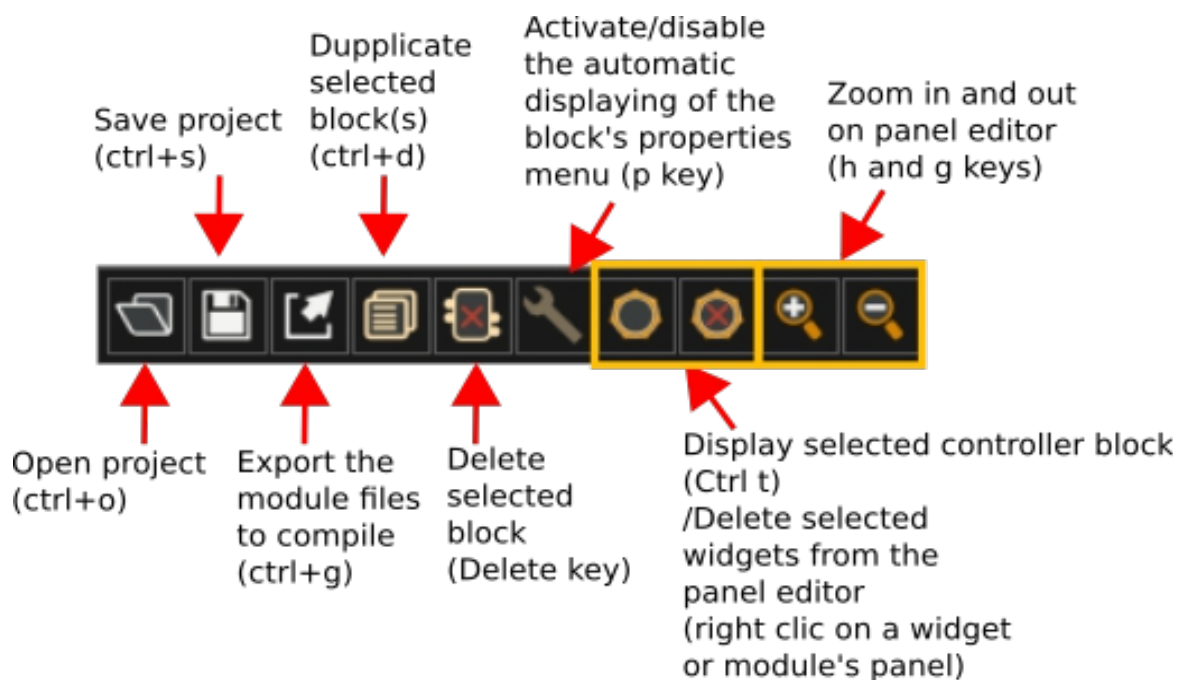 Save project
(ctrl+s)
Dupplicate
selected
block(s)
(ctrl+d)
Activate/disable
the automatic
displaying of the
block's properties
menu (p key)
Zoom in and out
on panel editor
(h and g keys)
Open project
(ctrl+o)
Export the
module files
to compile
(ctrl+g)
Delete
selected
block
(Delete key)
Display selected controller block
(Ctrl t)
/Delete selected
widgets from the
panel editor
(right clic on a widget
or module's panel)